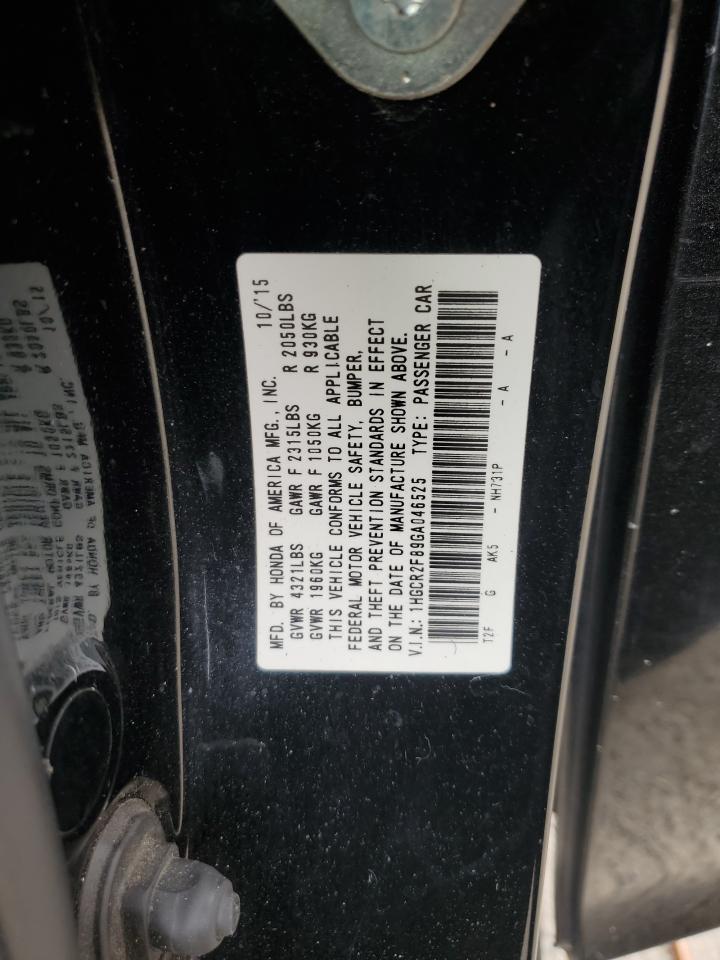 MFD. BY HONDA OF AMERICA MFG., INC. 10/'15
GVWR 4321LBS GAWR F 2315LBS R 2050LBS
GVWR 1960KG GAWR F 1050KG R 930KG
THIS VEHICLE CONFORMS TO ALL APPLICABLE
FEDERAL MOTOR VEHICLE SAFETY, BUMPER,
AND THEFT PREVENTION STANDARDS IN EFFECT
ON THE DATE OF MANUFACTURE SHOWN ABOVE.
V.I.N.: 1HGCR2F89GA046525 TYPE: PASSENGER CAR
T2F G AK5 - NH731P - A - A